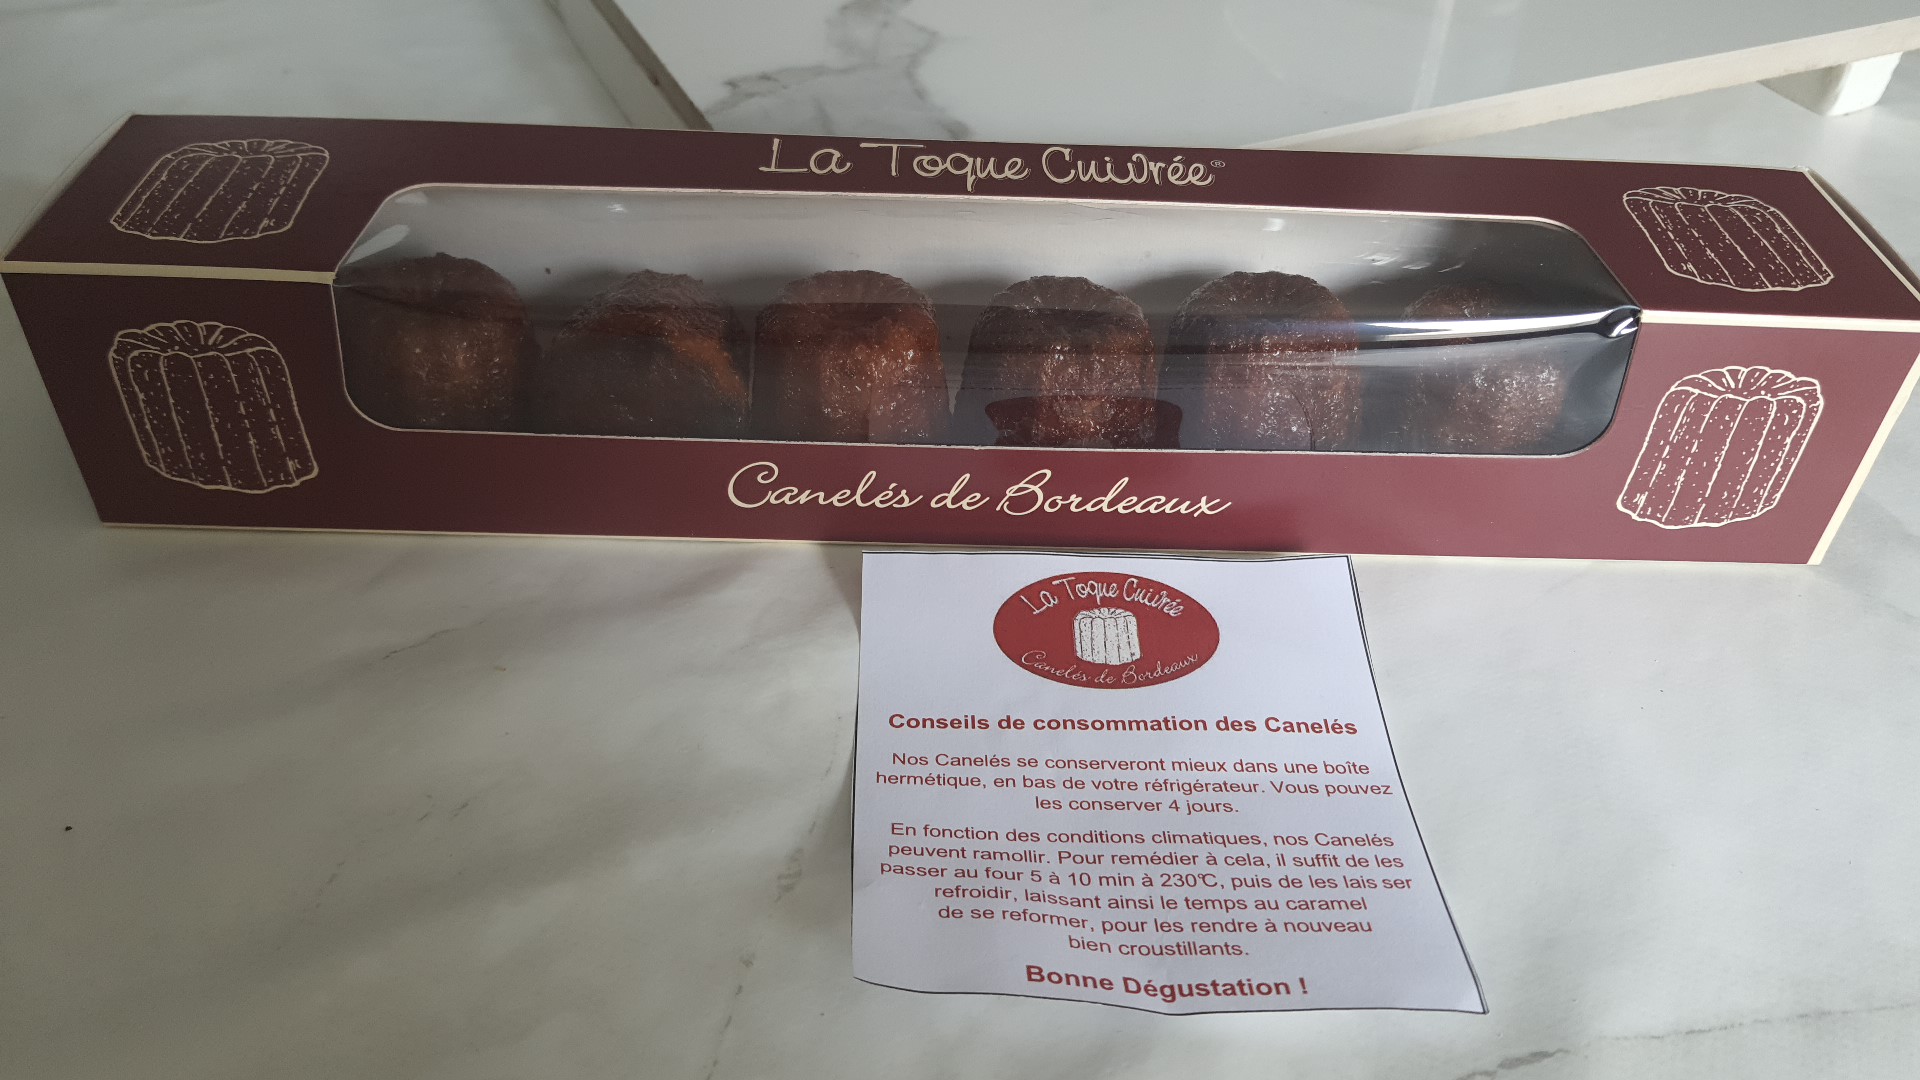 La Toque Cuivrée®
Canelés de Bordeaux
La Toque Cuivrée
Canelés de Bordeaux
Conseils de consommation des Canelés
Nos Canelés se conserveront mieux dans une boîte
hermétique, en bas de votre réfrigérateur. Vous pouvez
les conserver 4 jours.
En fonction des conditions climatiques, nos Canelés
peuvent ramollir. Pour remédier à cela, il suffit de les
passer au four 5 à 10 min à 230°C, puis de les lais ser
refroidir, laissant ainsi le temps au caramel
de se reformer, pour les rendre à nouveau
bien croustillants.
Bonne Dégustation !